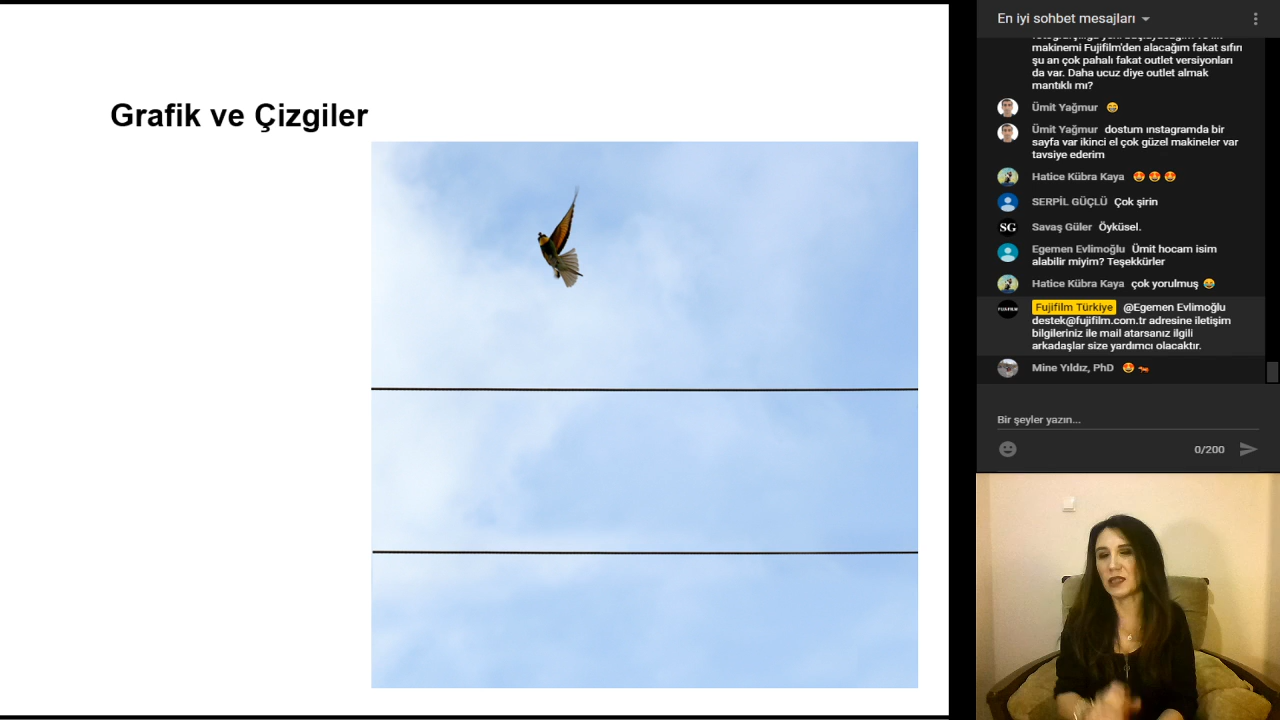 Grafik ve Çizgiler
En iyi sohbet mesajları
makinemi Fujifilm'den alacağım fakat sıfırı
şu an çok pahalı fakat outlet versiyonları
da var. Daha ucuz diye outlet almak
mantıklı mı?
Ümit Yağmur
Ümit Yağmur dostum ınstagramda bir
sayfa var ikinci el çok güzel makineler var
tavsiye ederim
Hatice Kübra Kaya
SERPİL GÜÇLÜ Çok şirin
SG Savaş Güler Öyküsel.
Egemen Evlimoğlu Ümit hocam isim
alabilir miyim? Teşekkürler
Hatice Kübra Kaya çok yorulmuş
FUJIFILM Fujifilm Türkiye @Egemen Evlimoğlu
destek@fujifilm.com.tr adresine iletişim
bilgileriniz ile mail atarsanız ilgili
arkadaşlar size yardımcı olacaktır.
Mine Yıldız, PhD
Bir şeyler yazın...
0/200